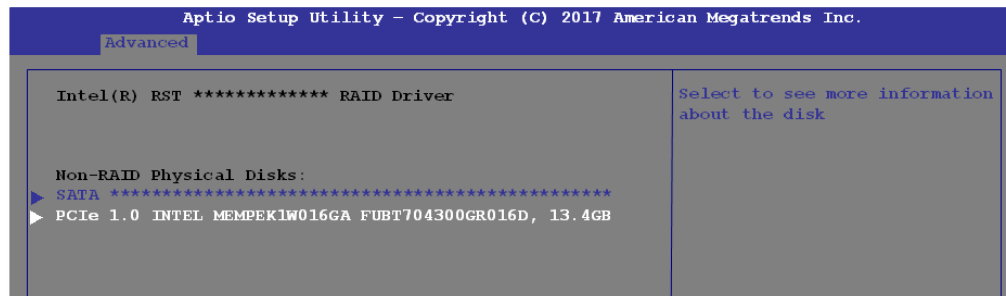 Aptio Setup Utility – Copyright (C) 2017 American Megatrends Inc.
Advanced
Intel(R) RST ************* RAID Driver
Select to see more information
about the disk
Non-RAID Physical Disks:
SATA ************************************************
PCIe 1.0 INTEL MEMPEK1W016GA FUBT704300GR016D, 13.4GB